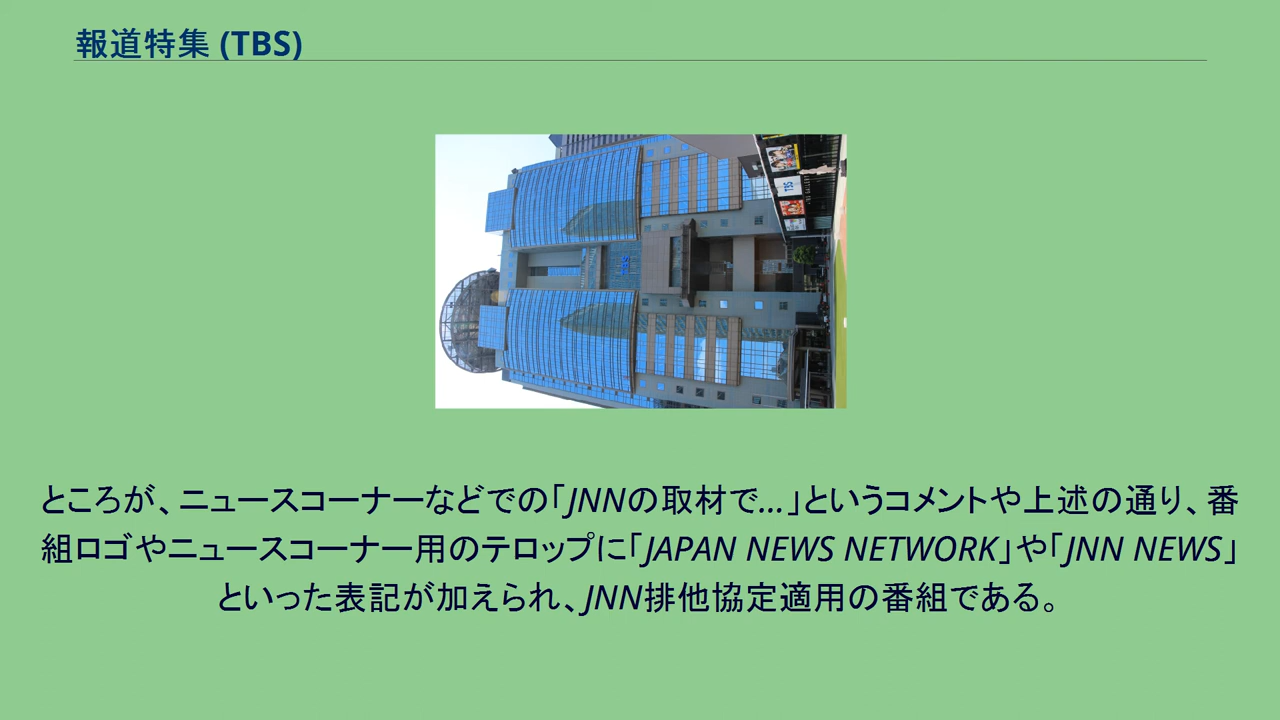 報道特集 (TBS)
TBS
TBS
ところが、ニュースコーナーなどでの「JNNの取材で...」というコメントや上述の通り、番
組ロゴやニュースコーナー用のテロップに「JAPAN NEWS NETWORK」や「JNN NEWS」
といった表記が加えられ、JNN排他協定適用の番組である。